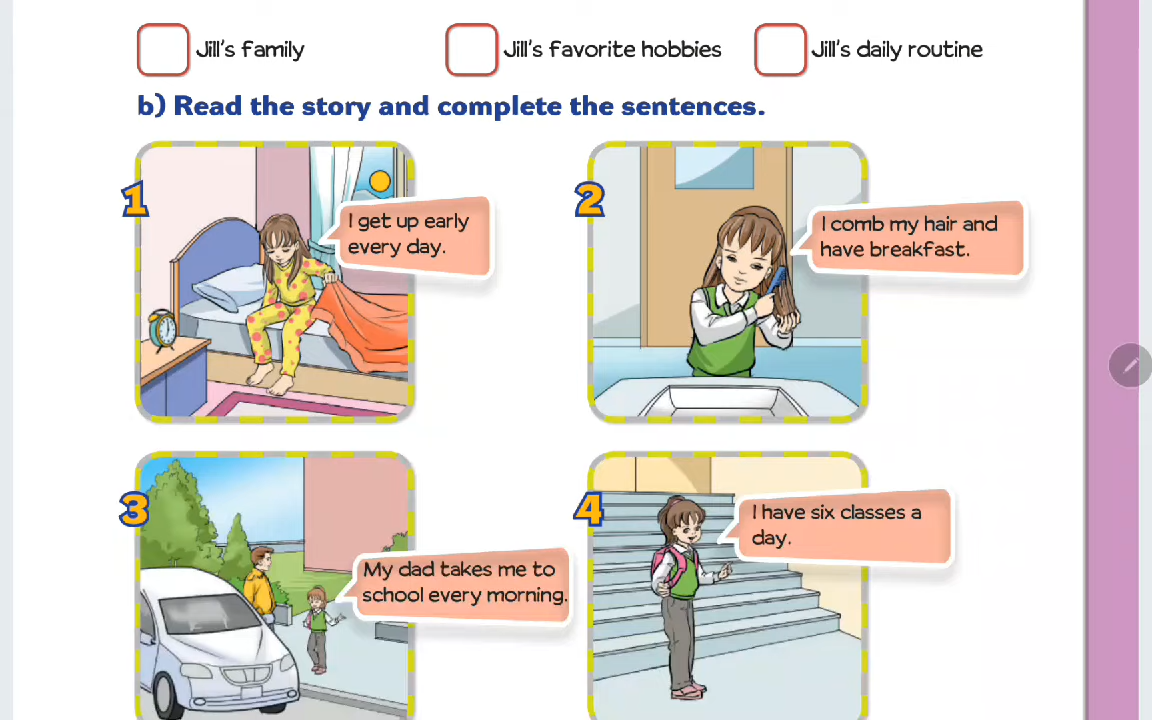 Jill's family
Jill's favorite hobbies
Jill's daily routine
b) Read the story and complete the sentences.
1
I get up early
every day.
2
I comb my hair and
have breakfast.
3
My dad takes me to
school every morning.
4
I have six classes a
day.